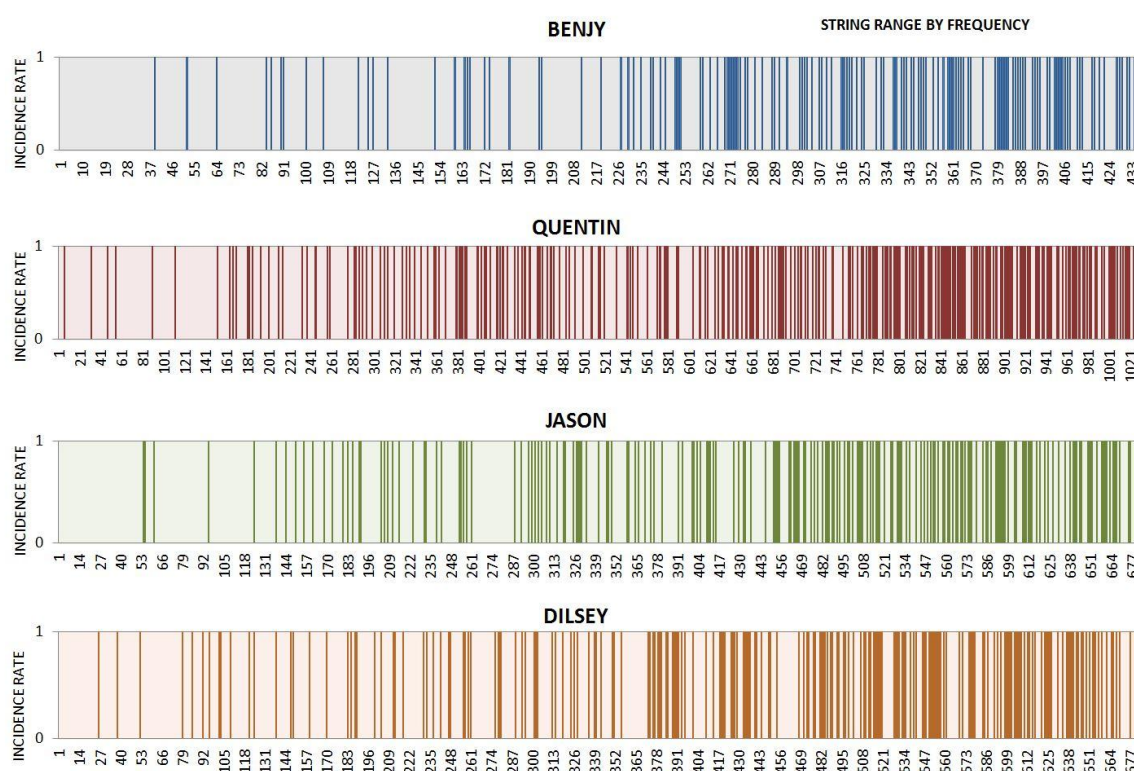 BENJY
STRING RANGE BY FREQUENCY
INCIDENCE RATE
1
0
1 10 19 28 37 46 55 64 73 82 91 100 109 118 127 136 145 154 163 172 181 190 199 208 217 226 235 244 253 262 271 280 289 298 307 316 325 334 343 352 361 370 379 388 397 406 415 424 433
QUENTIN
INCIDENCE RATE
1
0
1 21 41 61 81 101 121 141 161 181 201 221 241 261 281 301 321 341 361 381 401 421 441 461 481 501 521 541 561 581 601 621 641 661 681 701 721 741 761 781 801 821 841 861 881 901 921 941 961 981 1001 1021
JASON
INCIDENCE RATE
1
0
1 14 27 40 53 66 79 92 105 118 131 144 157 170 183 196 209 222 235 248 261 274 287 300 313 326 339 352 365 378 391 404 417 430 443 456 469 482 495 508 521 534 547 560 573 586 599 612 625 638 651 664 677
DILSEY
INCIDENCE RATE
1
0
1 14 27 40 53 66 79 92 105 118 131 144 157 170 183 196 209 222 235 248 261 274 287 300 313 326 339 352 365 378 391 404 417 430 443 456 469 482 495 508 521 534 547 560 573 586 599 612 625 638 651 664 677